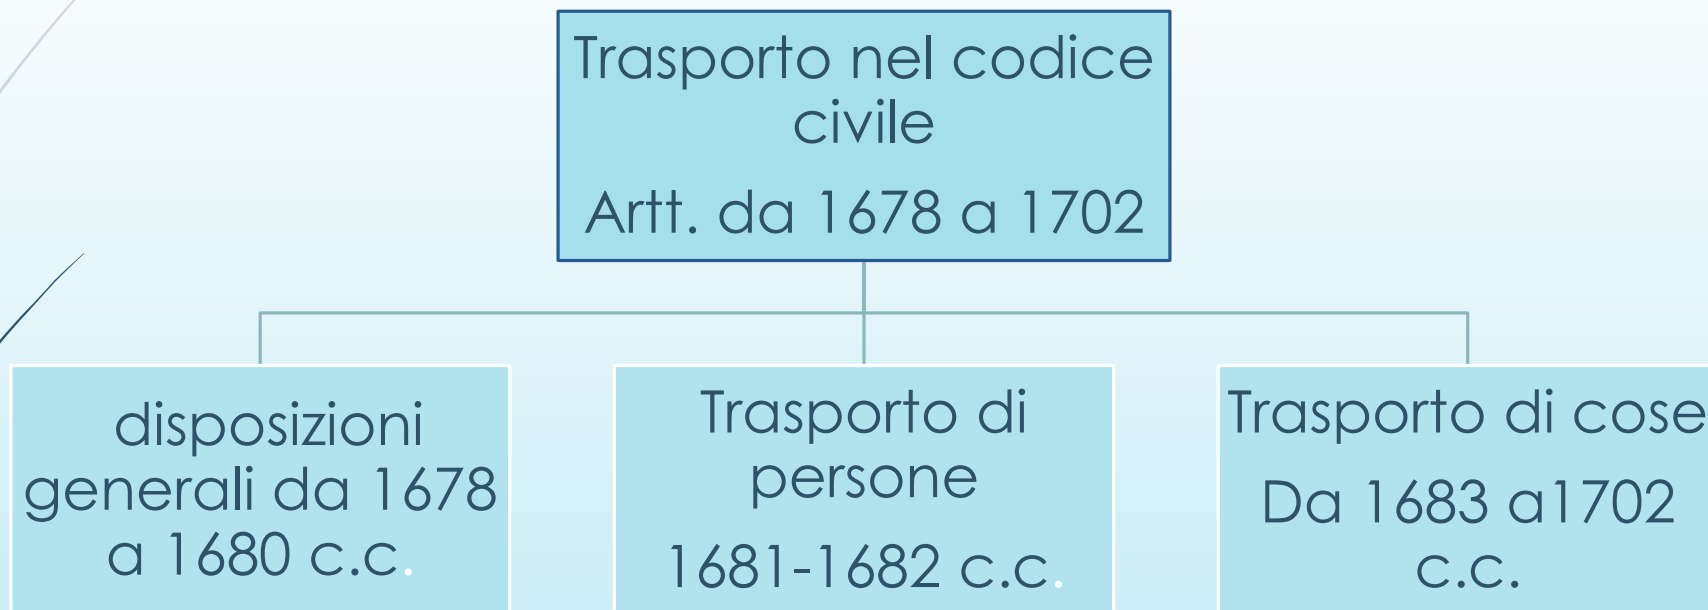 Trasporto nel codice
civile
Artt. da 1678 a 1702
disposizioni
generali da 1678
a 1680 c.c.
Trasporto di
persone
1681-1682 c.c.
Trasporto di cose
Da 1683 a1702
c.c.